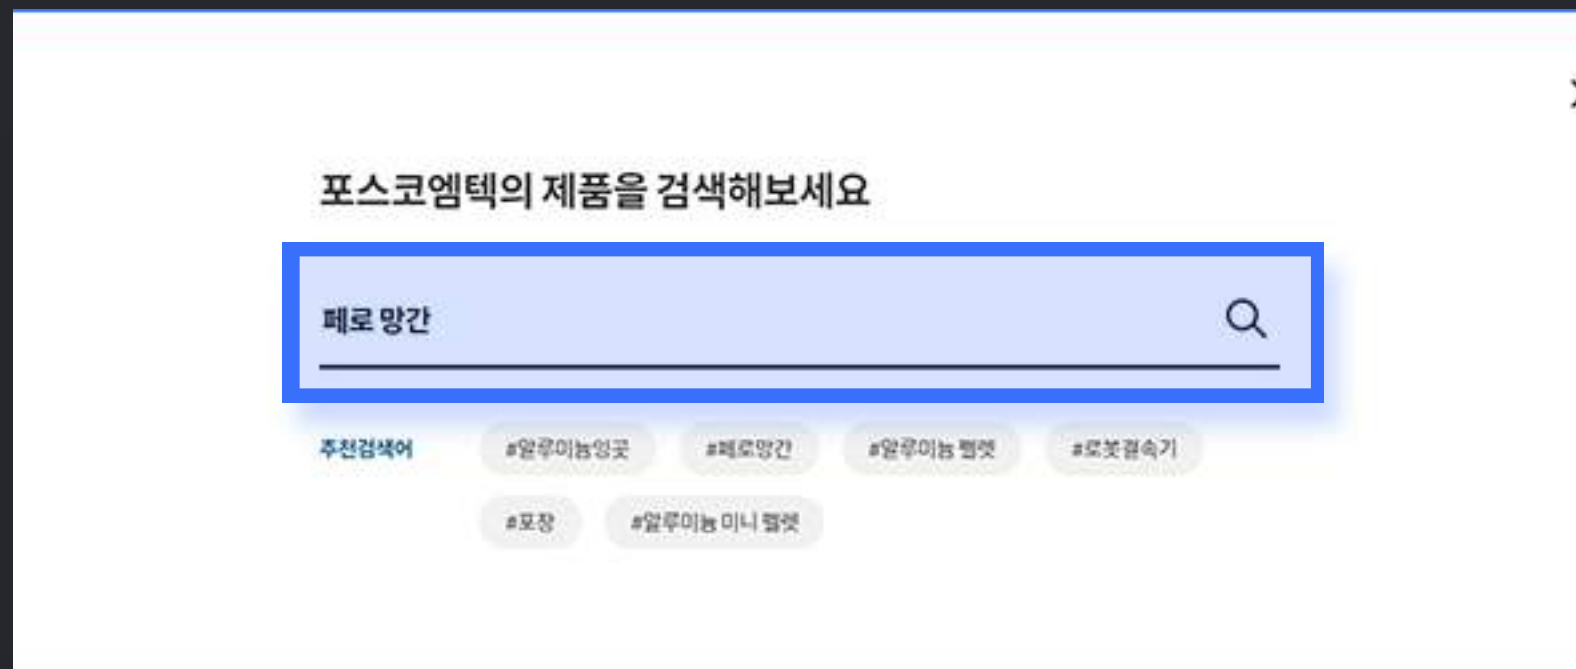 포스코엠텍의 제품을 검색해보세요
페로 망간
추천검색어 #알루미늄잉곳 #페로망간 #알루미늄 펠렛 #로봇결속기
#포장 #알루미늄 미니 펠렛